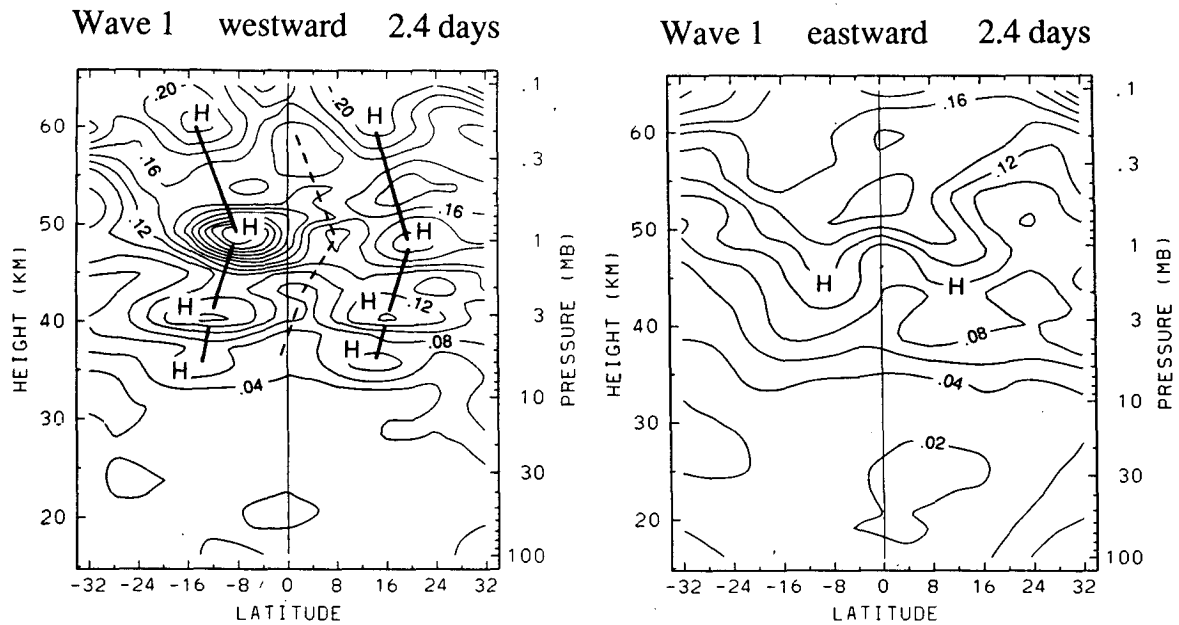 Wave 1 westward 2.4 days
.20
H
.20
H
.1
60
.3
.16
.16
50
.12
H
H
1
H
H
.12
40
3
H
H
.08
.04
10
30
30
20
100
-32 -24 -16 -8 0 8 16 24 32
LATITUDE
HEIGHT (KM)
PRESSURE (MB)
Wave 1 eastward 2.4 days
.1
.16
60
.12
.3
50
1
H
H
40
3
.08
.04
10
30
.02
30
20
100
-32 -24 -16 -8 0 8 16 24 32
LATITUDE
HEIGHT (KM)
PRESSURE (MB)